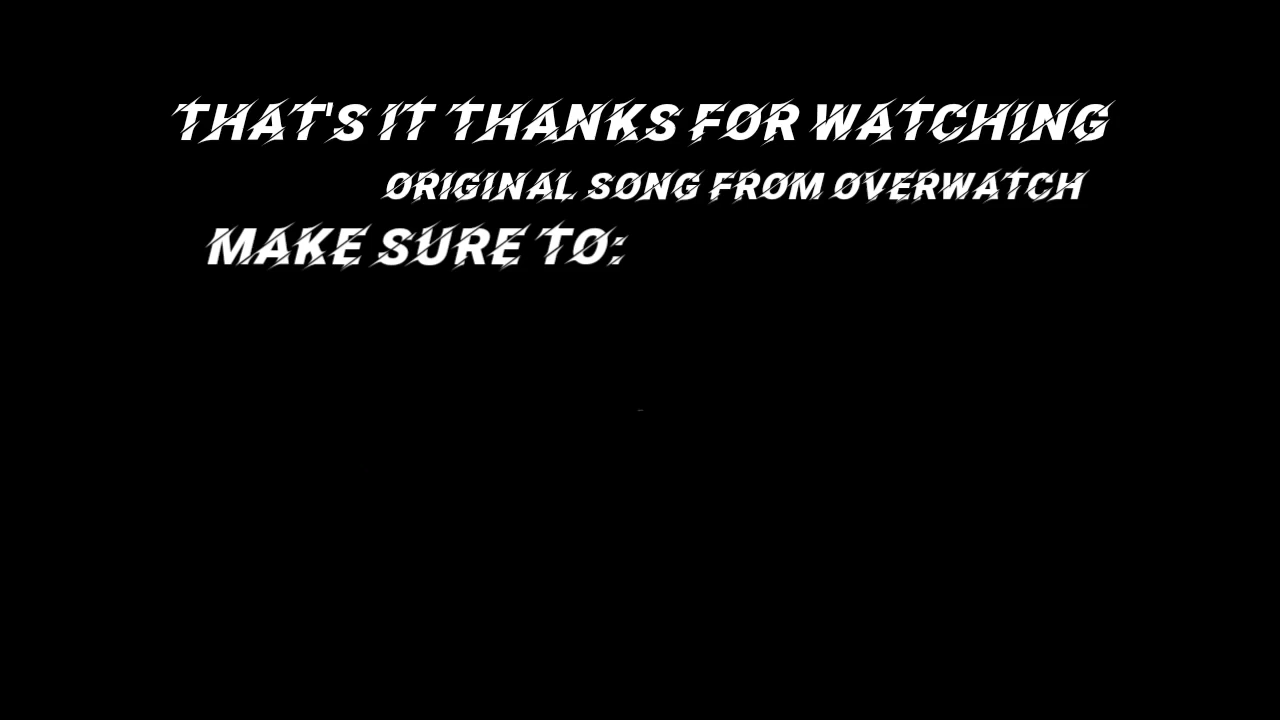 THAT'S IT THANKS FOR WATCHING
ORIGINAL SONG FROM OVERWATCH
MAKE SURE TO: